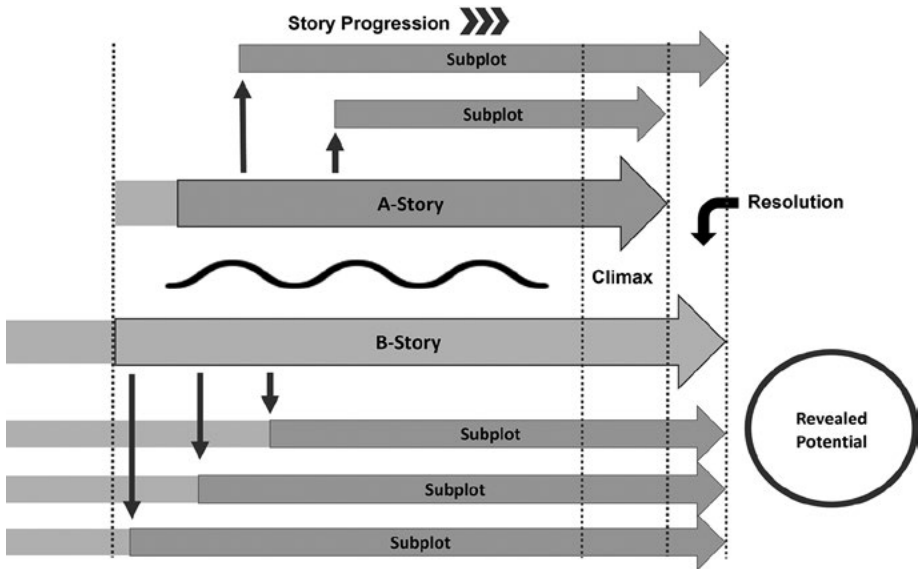 Story Progression
Subplot
Subplot
A-Story
Resolution
Climax
B-Story
Subplot
Revealed
Potential
Subplot
Subplot